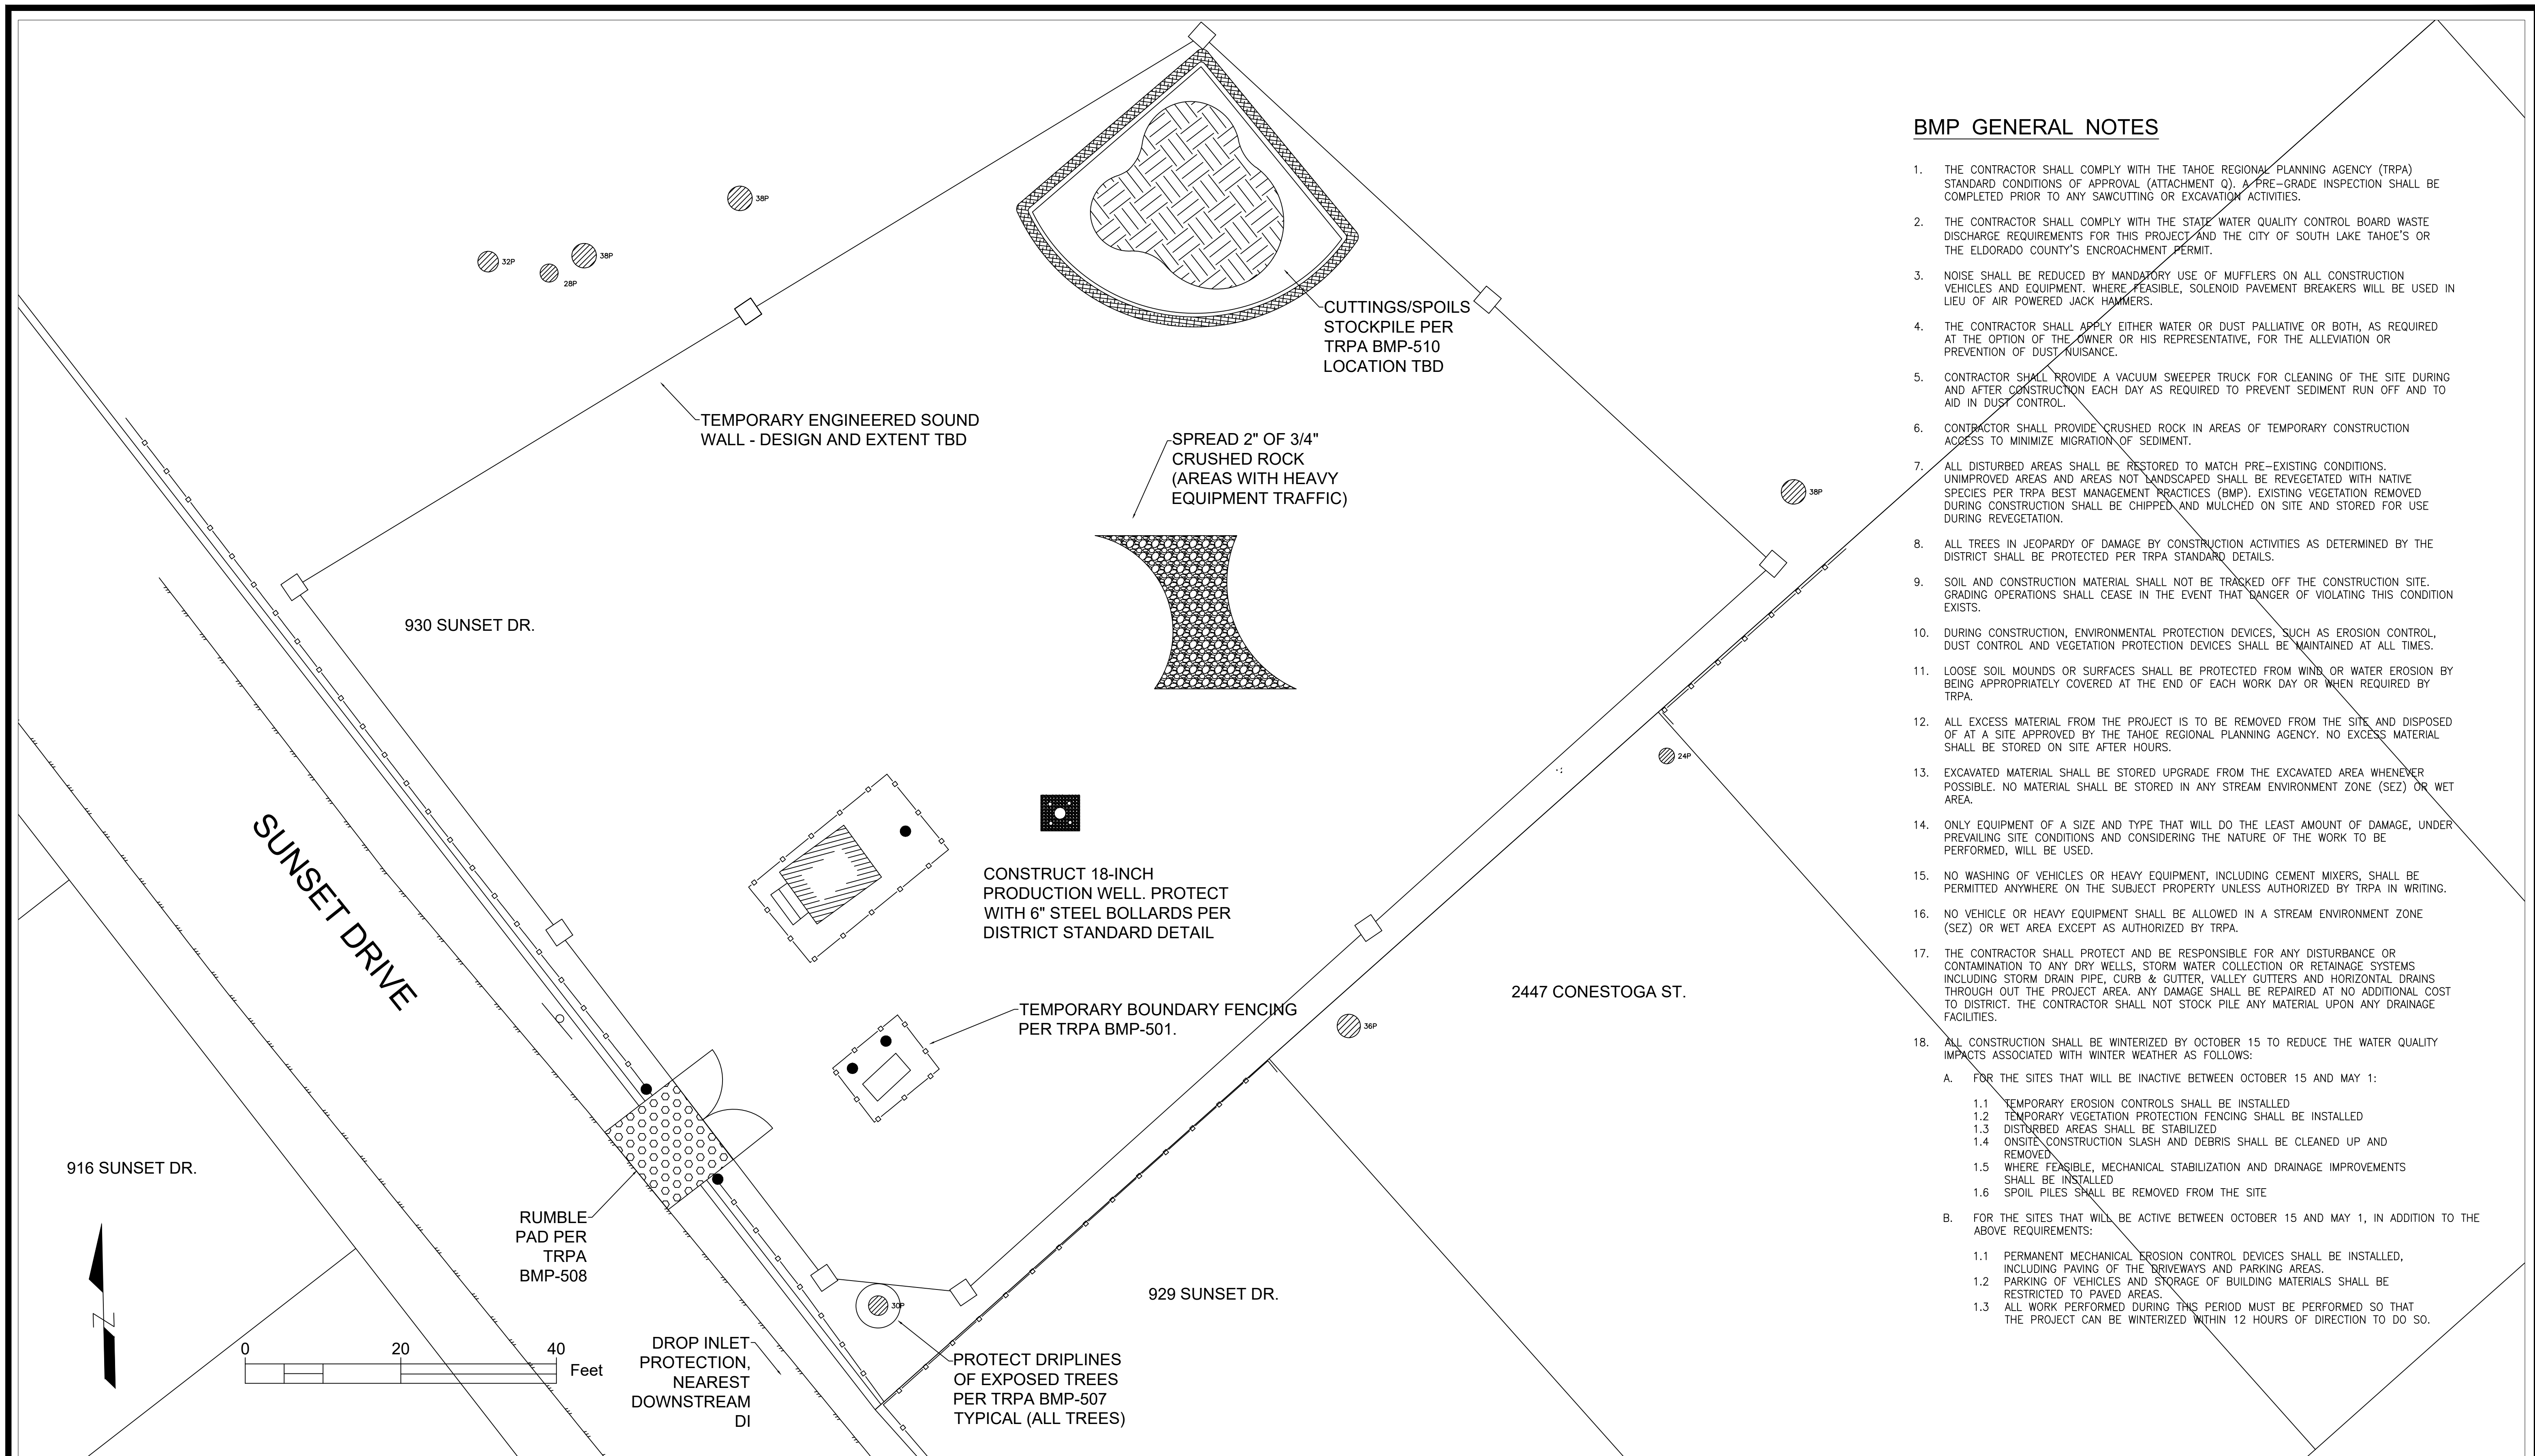 38P
32P
28P
38P
CUTTINGS/SPOILS
STOCKPILE PER
TRPA BMP-510
LOCATION TBD
TEMPORARY ENGINEERED SOUND
WALL - DESIGN AND EXTENT TBD
SPREAD 2" OF 3/4"
CRUSHED ROCK
(AREAS WITH HEAVY
EQUIPMENT TRAFFIC)
38P
930 SUNSET DR.
24P
SUNSET DRIVE
CONSTRUCT 18-INCH
PRODUCTION WELL. PROTECT
WITH 6" STEEL BOLLARDS PER
DISTRICT STANDARD DETAIL
TEMPORARY BOUNDARY FENCING
PER TRPA BMP-501.
2447 CONESTOGA ST.
36P
916 SUNSET DR.
RUMBLE
PAD PER
TRPA
BMP-508
929 SUNSET DR.
30P
Z
0 20 40
Feet
DROP INLET
PROTECTION,
NEAREST
DOWNSTREAM
DI
PROTECT DRIPLINES
OF EXPOSED TREES
PER TRPA BMP-507
TYPICAL (ALL TREES)
BMP GENERAL NOTES
1. THE CONTRACTOR SHALL COMPLY WITH THE TAHOE REGIONAL PLANNING AGENCY (TRPA)
STANDARD CONDITIONS OF APPROVAL (ATTACHMENT Q). A PRE-GRADE INSPECTION SHALL BE
COMPLETED PRIOR TO ANY SAWCUTTING OR EXCAVATION ACTIVITIES.
2. THE CONTRACTOR SHALL COMPLY WITH THE STATE WATER QUALITY CONTROL BOARD WASTE
DISCHARGE REQUIREMENTS FOR THIS PROJECT AND THE CITY OF SOUTH LAKE TAHOE'S OR
THE ELDORADO COUNTY'S ENCROACHMENT PERMIT.
3. NOISE SHALL BE REDUCED BY MANDATORY USE OF MUFFLERS ON ALL CONSTRUCTION
VEHICLES AND EQUIPMENT. WHERE FEASIBLE, SOLENOID PAVEMENT BREAKERS WILL BE USED IN
LIEU OF AIR POWERED JACK HAMMERS.
4. THE CONTRACTOR SHALL APPLY EITHER WATER OR DUST PALLIATIVE OR BOTH, AS REQUIRED
AT THE OPTION OF THE OWNER OR HIS REPRESENTATIVE, FOR THE ALLEVIATION OR
PREVENTION OF DUST NUISANCE.
5. CONTRACTOR SHALL PROVIDE A VACUUM SWEEPER TRUCK FOR CLEANING OF THE SITE DURING
AND AFTER CONSTRUCTION EACH DAY AS REQUIRED TO PREVENT SEDIMENT RUN OFF AND TO
AID IN DUST CONTROL.
6. CONTRACTOR SHALL PROVIDE CRUSHED ROCK IN AREAS OF TEMPORARY CONSTRUCTION
ACCESS TO MINIMIZE MIGRATION OF SEDIMENT.
7. ALL DISTURBED AREAS SHALL BE RESTORED TO MATCH PRE-EXISTING CONDITIONS.
UNIMPROVED AREAS AND AREAS NOT LANDSCAPED SHALL BE REVEGETATED WITH NATIVE
SPECIES PER TRPA BEST MANAGEMENT PRACTICES (BMP). EXISTING VEGETATION REMOVED
DURING CONSTRUCTION SHALL BE CHIPPED AND MULCHED ON SITE AND STORED FOR USE
DURING REVEGETATION.
8. ALL TREES IN JEOPARDY OF DAMAGE BY CONSTRUCTION ACTIVITIES AS DETERMINED BY THE
DISTRICT SHALL BE PROTECTED PER TRPA STANDARD DETAILS.
9. SOIL AND CONSTRUCTION MATERIAL SHALL NOT BE TRACKED OFF THE CONSTRUCTION SITE.
GRADING OPERATIONS SHALL CEASE IN THE EVENT THAT DANGER OF VIOLATING THIS CONDITION
EXISTS.
10. DURING CONSTRUCTION, ENVIRONMENTAL PROTECTION DEVICES, SUCH AS EROSION CONTROL,
DUST CONTROL AND VEGETATION PROTECTION DEVICES SHALL BE MAINTAINED AT ALL TIMES.
11. LOOSE SOIL MOUNDS OR SURFACES SHALL BE PROTECTED FROM WIND OR WATER EROSION BY
BEING APPROPRIATELY COVERED AT THE END OF EACH WORK DAY OR WHEN REQUIRED BY
TRPA.
12. ALL EXCESS MATERIAL FROM THE PROJECT IS TO BE REMOVED FROM THE SITE AND DISPOSED
OF AT A SITE APPROVED BY THE TAHOE REGIONAL PLANNING AGENCY. NO EXCESS MATERIAL
SHALL BE STORED ON SITE AFTER HOURS.
13. EXCAVATED MATERIAL SHALL BE STORED UPGRADE FROM THE EXCAVATED AREA WHENEVER
POSSIBLE. NO MATERIAL SHALL BE STORED IN ANY STREAM ENVIRONMENT ZONE (SEZ) OR WET
AREA.
14. ONLY EQUIPMENT OF A SIZE AND TYPE THAT WILL DO THE LEAST AMOUNT OF DAMAGE, UNDER
PREVAILING SITE CONDITIONS AND CONSIDERING THE NATURE OF THE WORK TO BE
PERFORMED, WILL BE USED.
15. NO WASHING OF VEHICLES OR HEAVY EQUIPMENT, INCLUDING CEMENT MIXERS, SHALL BE
PERMITTED ANYWHERE ON THE SUBJECT PROPERTY UNLESS AUTHORIZED BY TRPA IN WRITING.
16. NO VEHICLE OR HEAVY EQUIPMENT SHALL BE ALLOWED IN A STREAM ENVIRONMENT ZONE
(SEZ) OR WET AREA EXCEPT AS AUTHORIZED BY TRPA.
17. THE CONTRACTOR SHALL PROTECT AND BE RESPONSIBLE FOR ANY DISTURBANCE OR
CONTAMINATION TO ANY DRY WELLS, STORM WATER COLLECTION OR RETAINAGE SYSTEMS
INCLUDING STORM DRAIN PIPE, CURB & GUTTER, VALLEY GUTTERS AND HORIZONTAL DRAINS
THROUGH OUT THE PROJECT AREA. ANY DAMAGE SHALL BE REPAIRED AT NO ADDITIONAL COST
TO DISTRICT. THE CONTRACTOR SHALL NOT STOCK PILE ANY MATERIAL UPON ANY DRAINAGE
FACILITIES.
18. ALL CONSTRUCTION SHALL BE WINTERIZED BY OCTOBER 15 TO REDUCE THE WATER QUALITY
IMPACTS ASSOCIATED WITH WINTER WEATHER AS FOLLOWS:
A. FOR THE SITES THAT WILL BE INACTIVE BETWEEN OCTOBER 15 AND MAY 1:
1.1 TEMPORARY EROSION CONTROLS SHALL BE INSTALLED
1.2 TEMPORARY VEGETATION PROTECTION FENCING SHALL BE INSTALLED
1.3 DISTURBED AREAS SHALL BE STABILIZED
1.4 ONSITE CONSTRUCTION SLASH AND DEBRIS SHALL BE CLEANED UP AND
REMOVED
1.5 WHERE FEASIBLE, MECHANICAL STABILIZATION AND DRAINAGE IMPROVEMENTS
SHALL BE INSTALLED
1.6 SPOIL PILES SHALL BE REMOVED FROM THE SITE
B. FOR THE SITES THAT WILL BE ACTIVE BETWEEN OCTOBER 15 AND MAY 1, IN ADDITION TO THE
ABOVE REQUIREMENTS:
1.1 PERMANENT MECHANICAL EROSION CONTROL DEVICES SHALL BE INSTALLED,
INCLUDING PAVING OF THE DRIVEWAYS AND PARKING AREAS.
1.2 PARKING OF VEHICLES AND STORAGE OF BUILDING MATERIALS SHALL BE
RESTRICTED TO PAVED AREAS.
1.3 ALL WORK PERFORMED DURING THIS PERIOD MUST BE PERFORMED SO THAT
THE PROJECT CAN BE WINTERIZED WITHIN 12 HOURS OF DIRECTION TO DO SO.